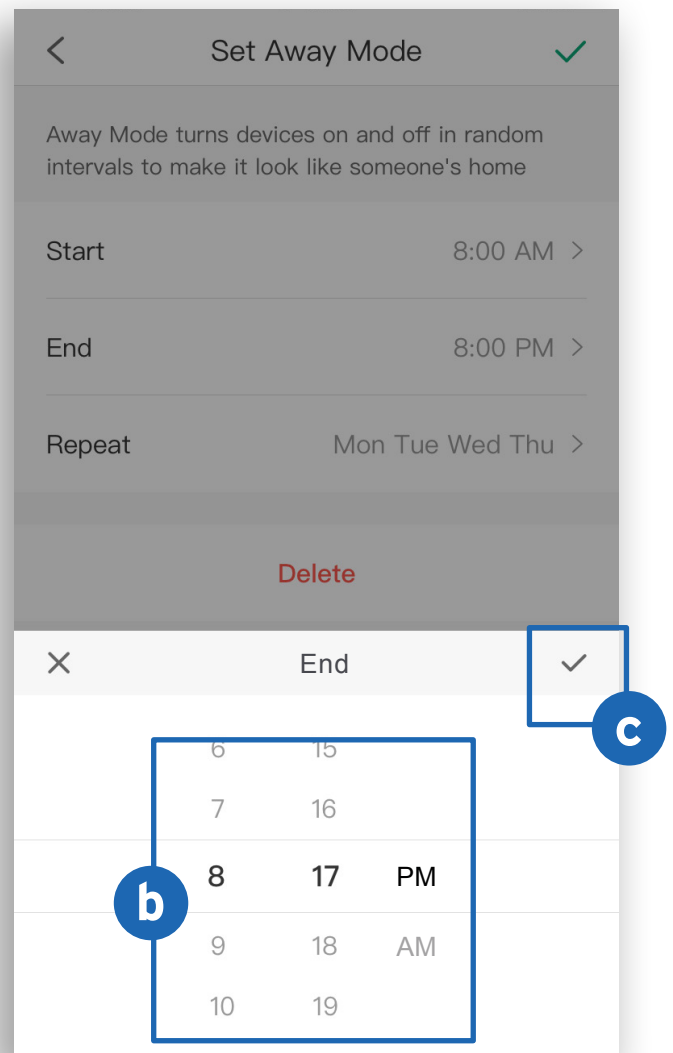 Set Away Mode
Away Mode turns devices on and off in random
intervals to make it look like someone's home
Start 8:00 AM
End 8:00 PM
Repeat Mon Tue Wed Thu
Delete
End
c
6 15
7 16
8 17 PM
b
9 18 AM
10 19